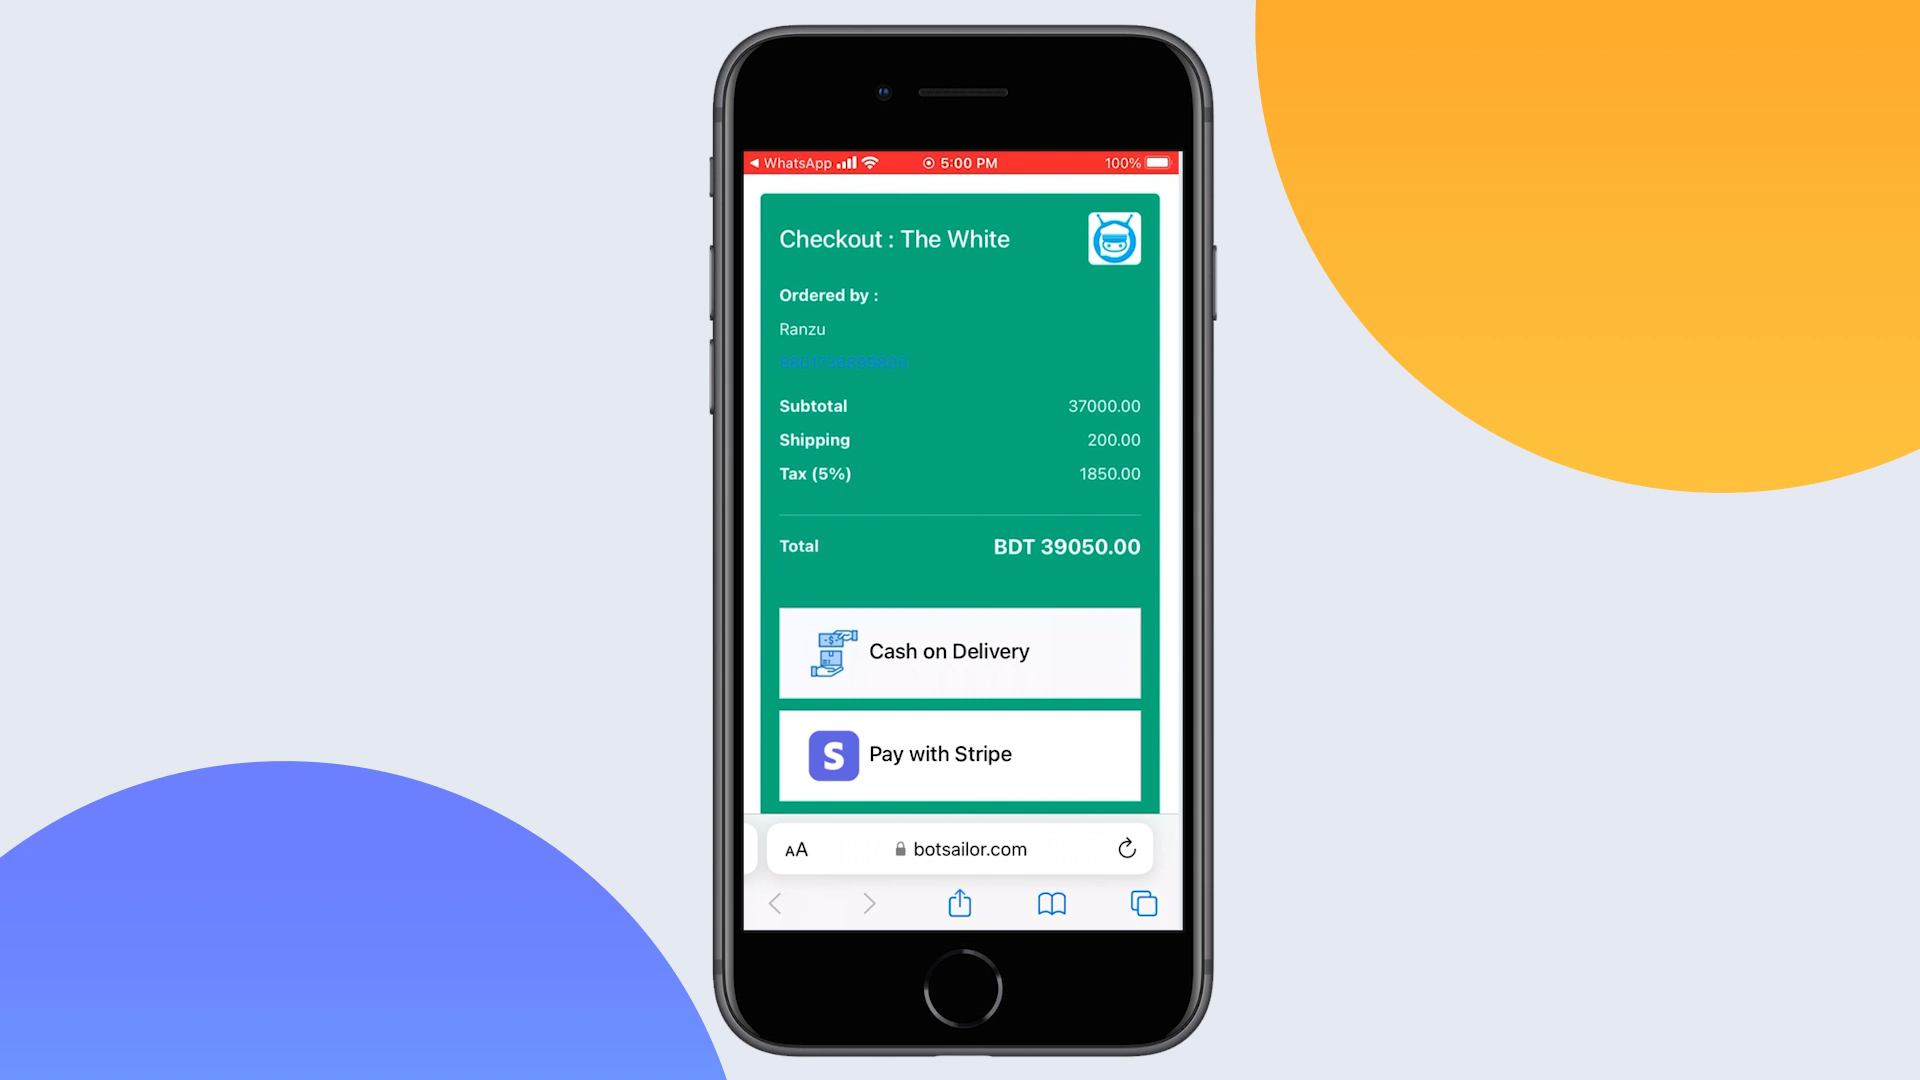 WhatsApp 5:00 PM 100%
Checkout : The White
Ordered by :
Ranzu
Subtotal 37000.00
Shipping 200.00
Tax (5%) 1850.00
Total BDT 39050.00
$
Cash on Delivery
S Pay with Stripe
AA botsailor.com